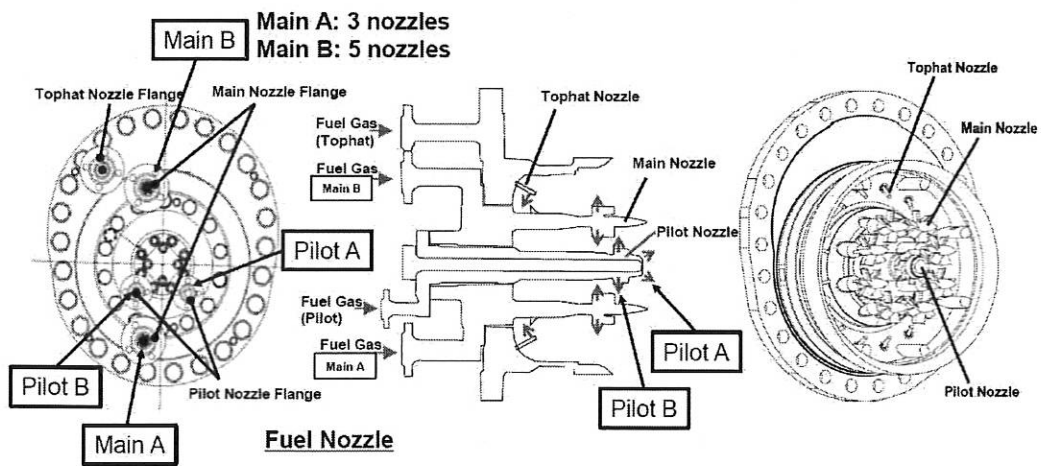 Main A: 3 nozzles
Main B
Main B: 5 nozzles
Tophat Nozzle Flange
Main Nozzle Flange
Pilot A
Pilot B
Pilot Nozzle Flange
Main A
Fuel Nozzle
Tophat Nozzle
Fuel Gas
(Tophat)
Fuel Gas
Main B
Main Nozzle
Pilot Nozzle
Fuel Gas
(Pilot)
Fuel Gas
Main A
Pilot A
Pilot B
Tophat Nozzle
Main Nozzle
Pilot Nozzle